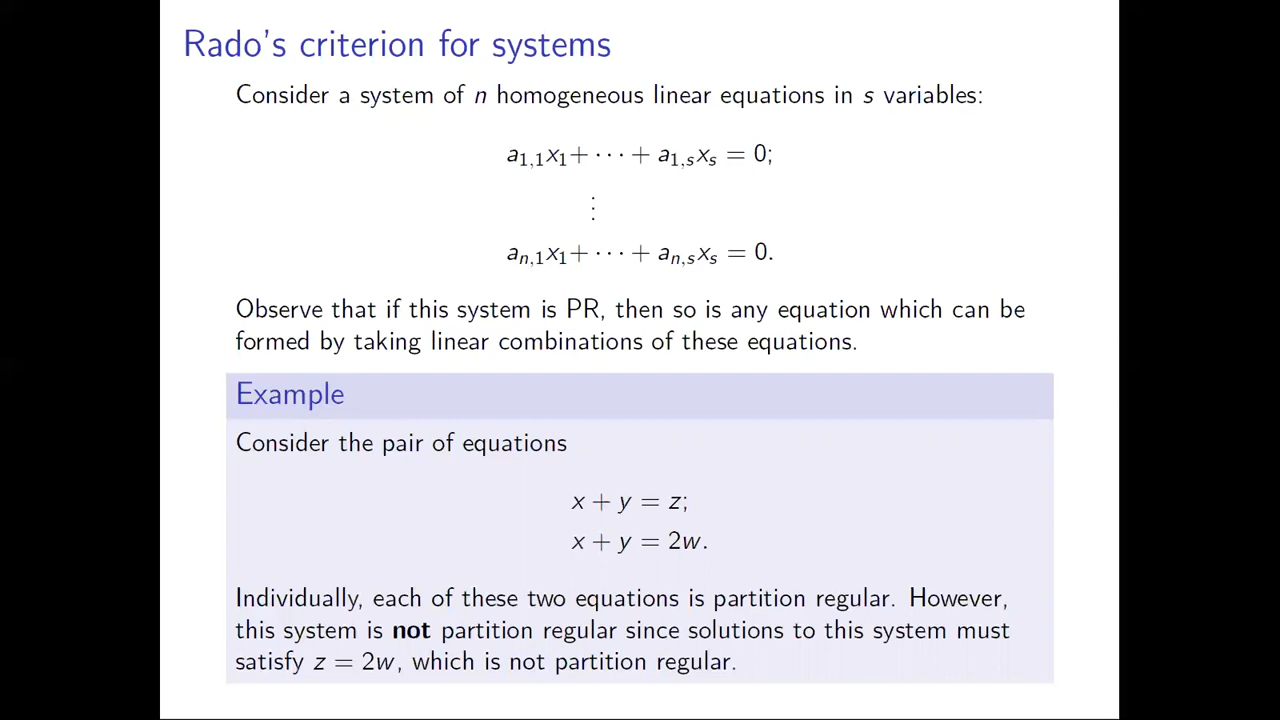 Rado's criterion for systems
Consider a system of n homogeneous linear equations in s variables:
a₁,₁x₁+ ⋯ + a₁,ₛxₛ = 0;
⋮
aₙ,₁x₁+ ⋯ + aₙ,ₛxₛ = 0.
Observe that if this system is PR, then so is any equation which can be
formed by taking linear combinations of these equations.
Example
Consider the pair of equations
x + y = z;
x + y = 2w.
Individually, each of these two equations is partition regular. However,
this system is not partition regular since solutions to this system must
satisfy z = 2w, which is not partition regular.